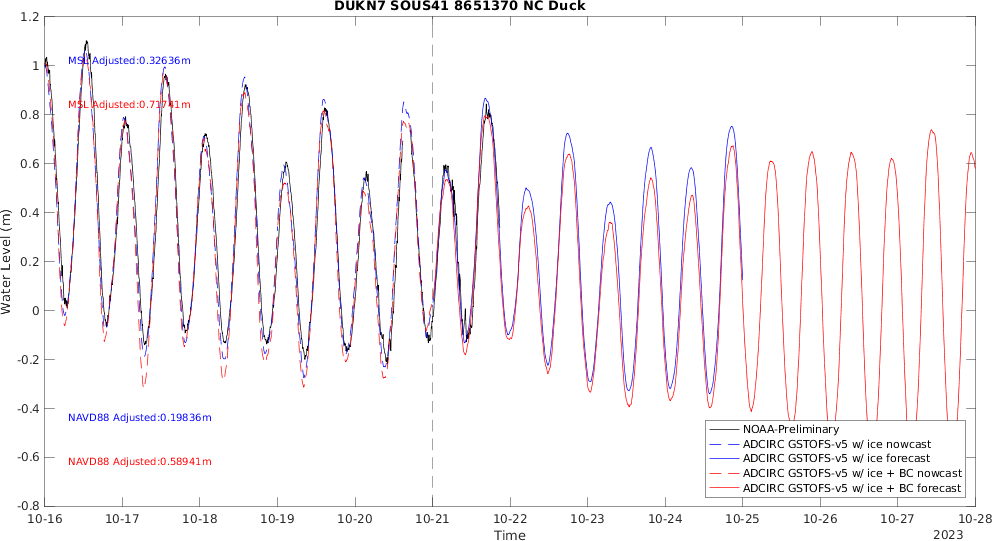 DUKN7 SOUS41 8651370 NC Duck
1.2
1
0.8
0.6
0.4
0.2
0
-0.2
-0.4
-0.6
-0.8
Water Level (m)
MSL Adjusted:0.32636m
MSL Adjusted:0.71741m
NAVD88 Adjusted:0.19836m
NAVD88 Adjusted:0.58941m
NOAA-Preliminary
ADCIRC GSTOFS-v5 w/ ice nowcast
ADCIRC GSTOFS-v5 w/ ice forecast
ADCIRC GSTOFS-v5 w/ ice + BC nowcast
ADCIRC GSTOFS-v5 w/ ice + BC forecast
10-16 10-17 10-18 10-19 10-20 10-21 10-22 10-23 10-24 10-25 10-26 10-27 10-28
Time
2023